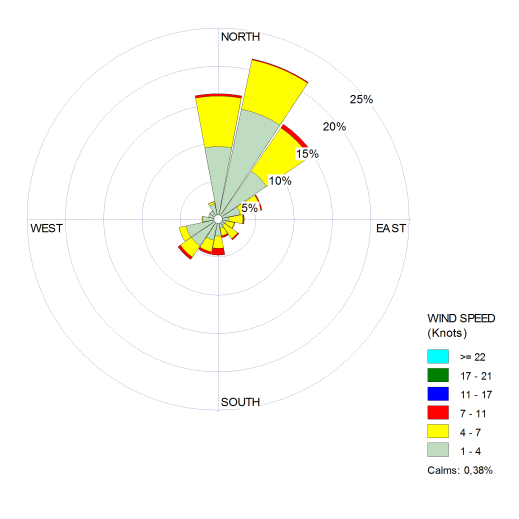 NORTH
25%
20%
15%
10%
5%
WEST
EAST
SOUTH
WIND SPEED
(Knots)
>= 22
17 - 21
11 - 17
7 - 11
4 - 7
1 - 4
Calms: 0,38%